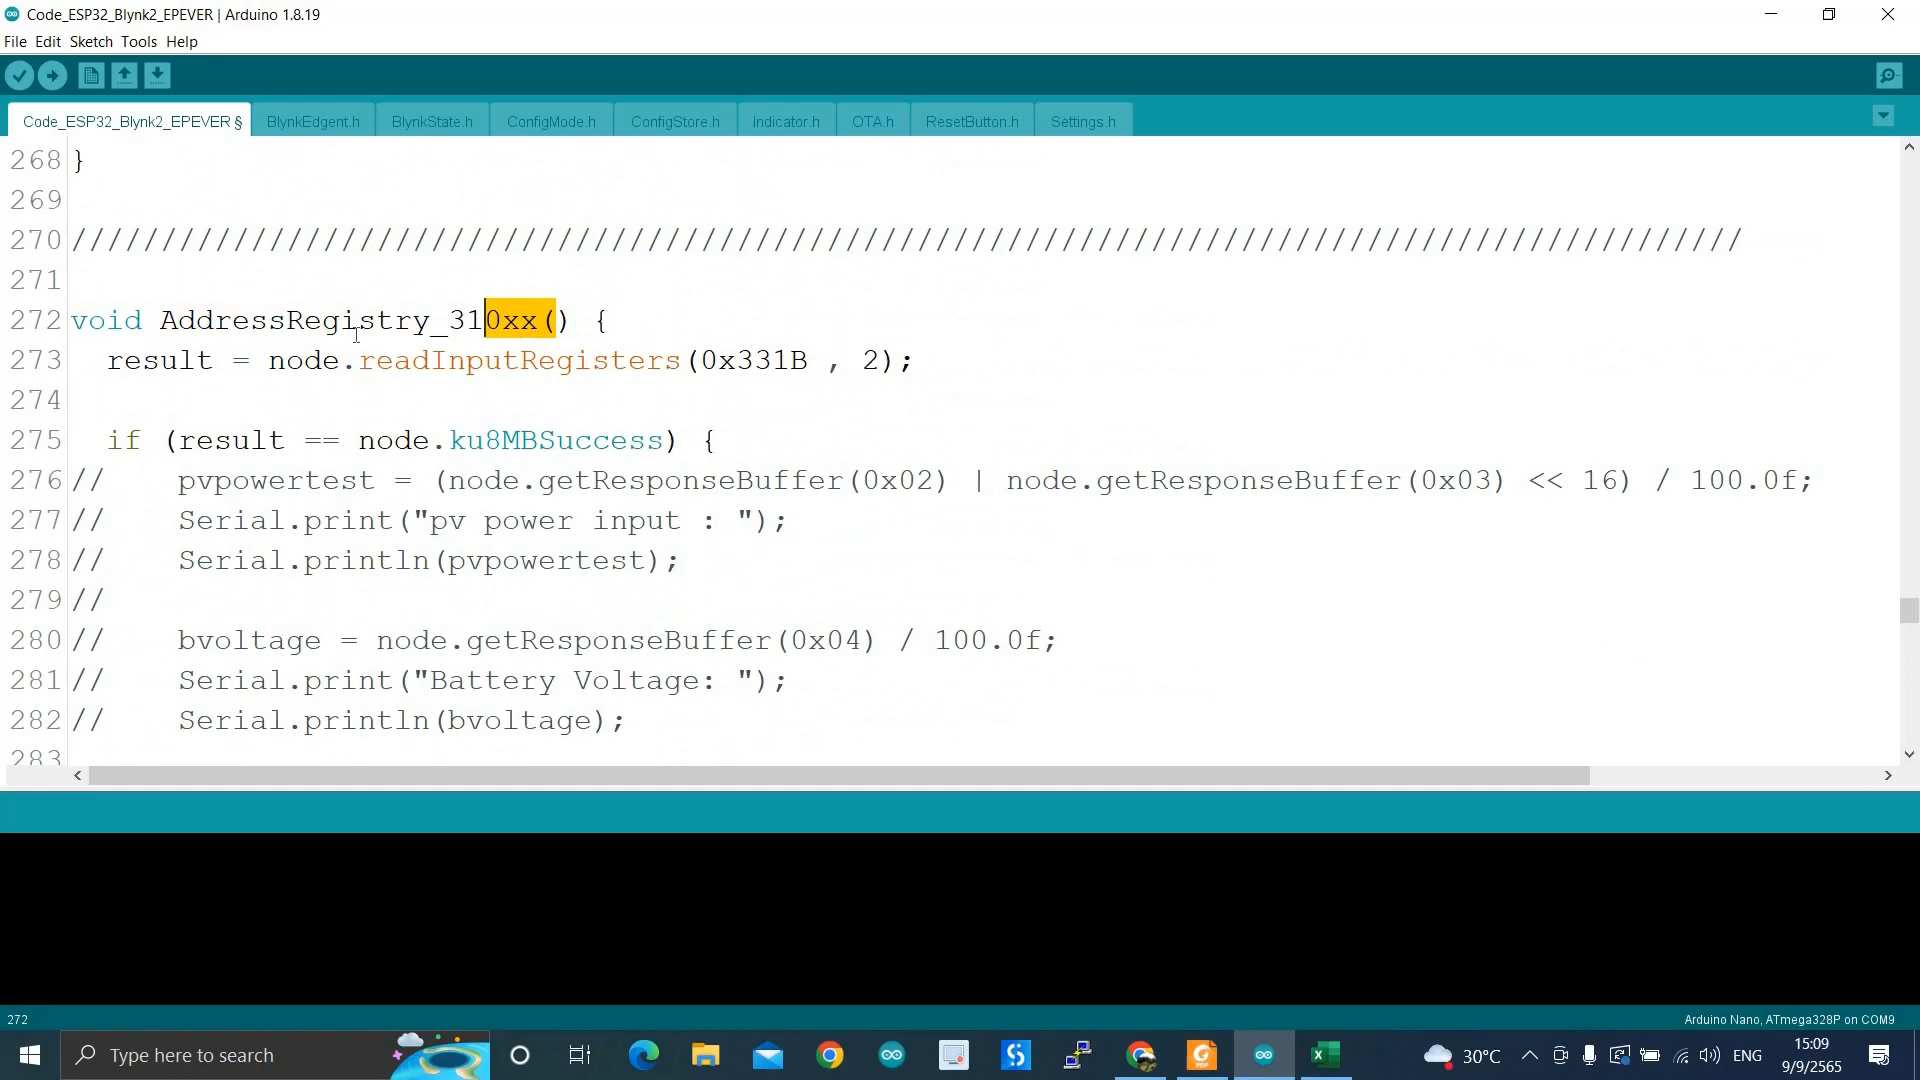 Code_ESP32_Blynk2_EPEVER | Arduino 1.8.19
File Edit Sketch Tools Help
Code_ESP32_Blynk2_EPEVER § BlynkEdgent.h BlynkState.h ConfigMode.h ConfigStore.h Indicator.h OTA.h ResetButton.h Settings.h
268 }
269
270 /////////////////////////////////////////////////////////////////////////////////////////////
271
272 void AddressRegistry_310xx() {
273 result = node.readInputRegisters(0x331B , 2);
274
275 if (result == node.ku8MBSuccess) {
276 // pvpowertest = (node.getResponseBuffer(0x02) | node.getResponseBuffer(0x03) << 16) / 100.0f;
277 // Serial.print("pv power input : ");
278 // Serial.println(pvpowertest);
279 //
280 // bvoltage = node.getResponseBuffer(0x04) / 100.0f;
281 // Serial.print("Battery Voltage: ");
282 // Serial.println(bvoltage);
283
272
Arduino Nano, ATmega328P on COM9
Type here to search
30°C
ENG
15:09
9/9/2565